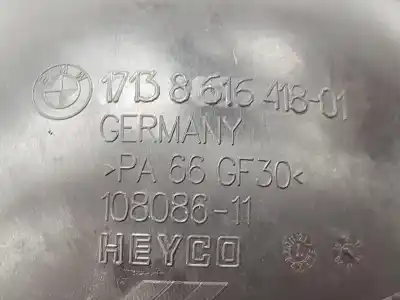 1713 8 616 418-01
GERMANY
>PA 66 GF30<
108086-11
HEYCO